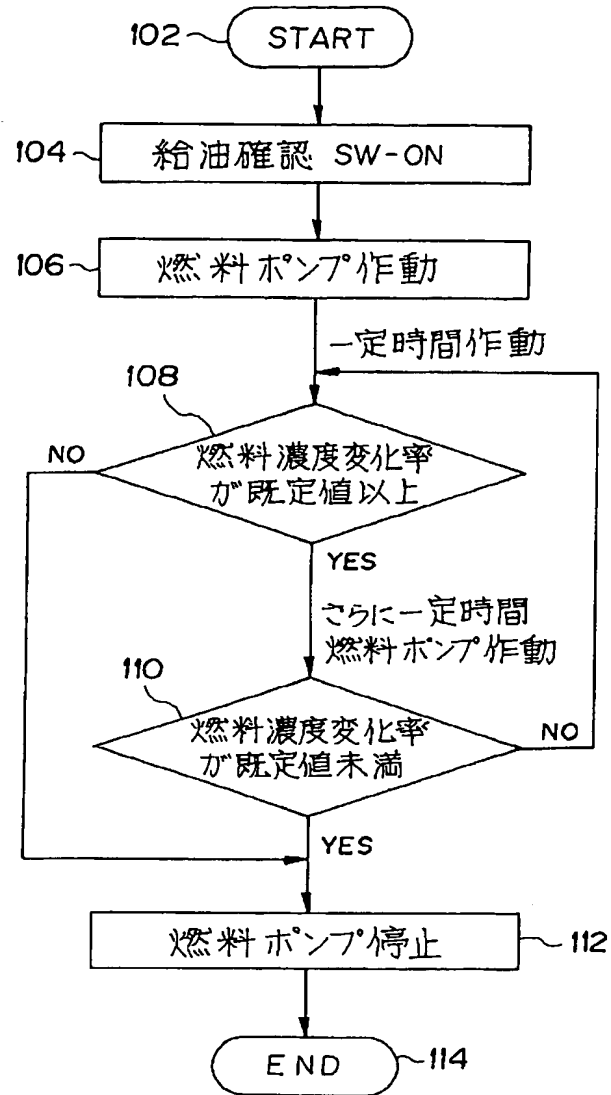 102
START
104
給油確認 SW-ON
106
燃料ポンプ作動
一定時間作動
108
NO
燃料濃度変化率
が既定値以上
YES
さらに一定時間
燃料ポンプ作動
110
燃料濃度変化率
が既定値未満
NO
YES
燃料ポンプ停止
112
END
114